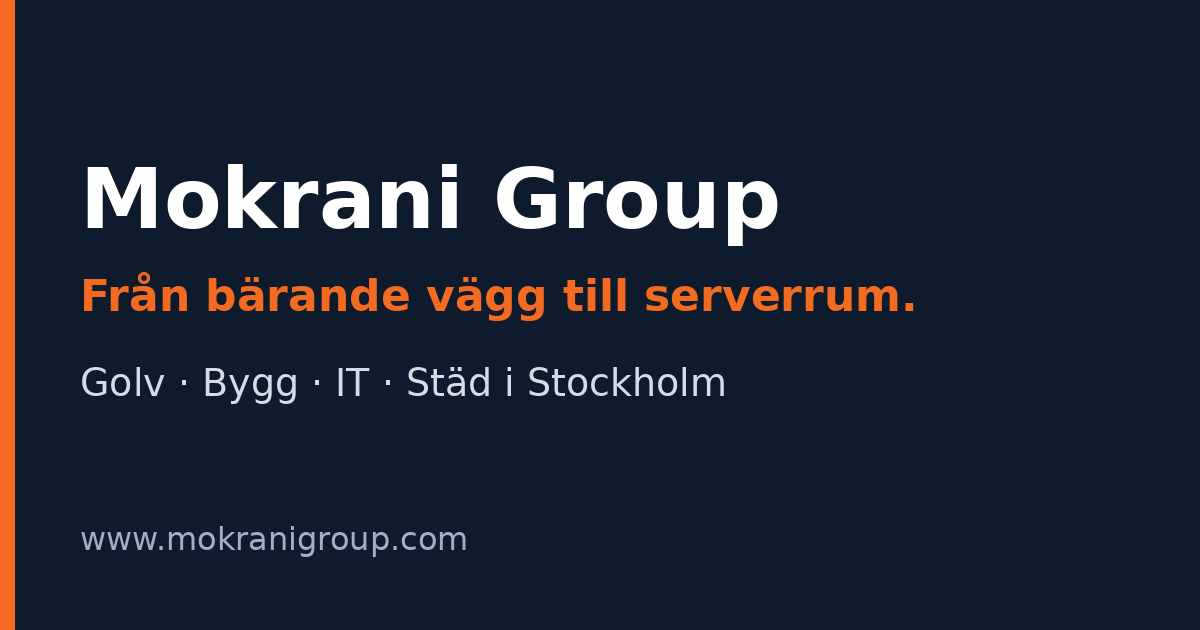 Mokrani Group
Från bärande vägg till serverrum.
Golv · Bygg · IT · Städ i Stockholm
www.mokranigroup.com